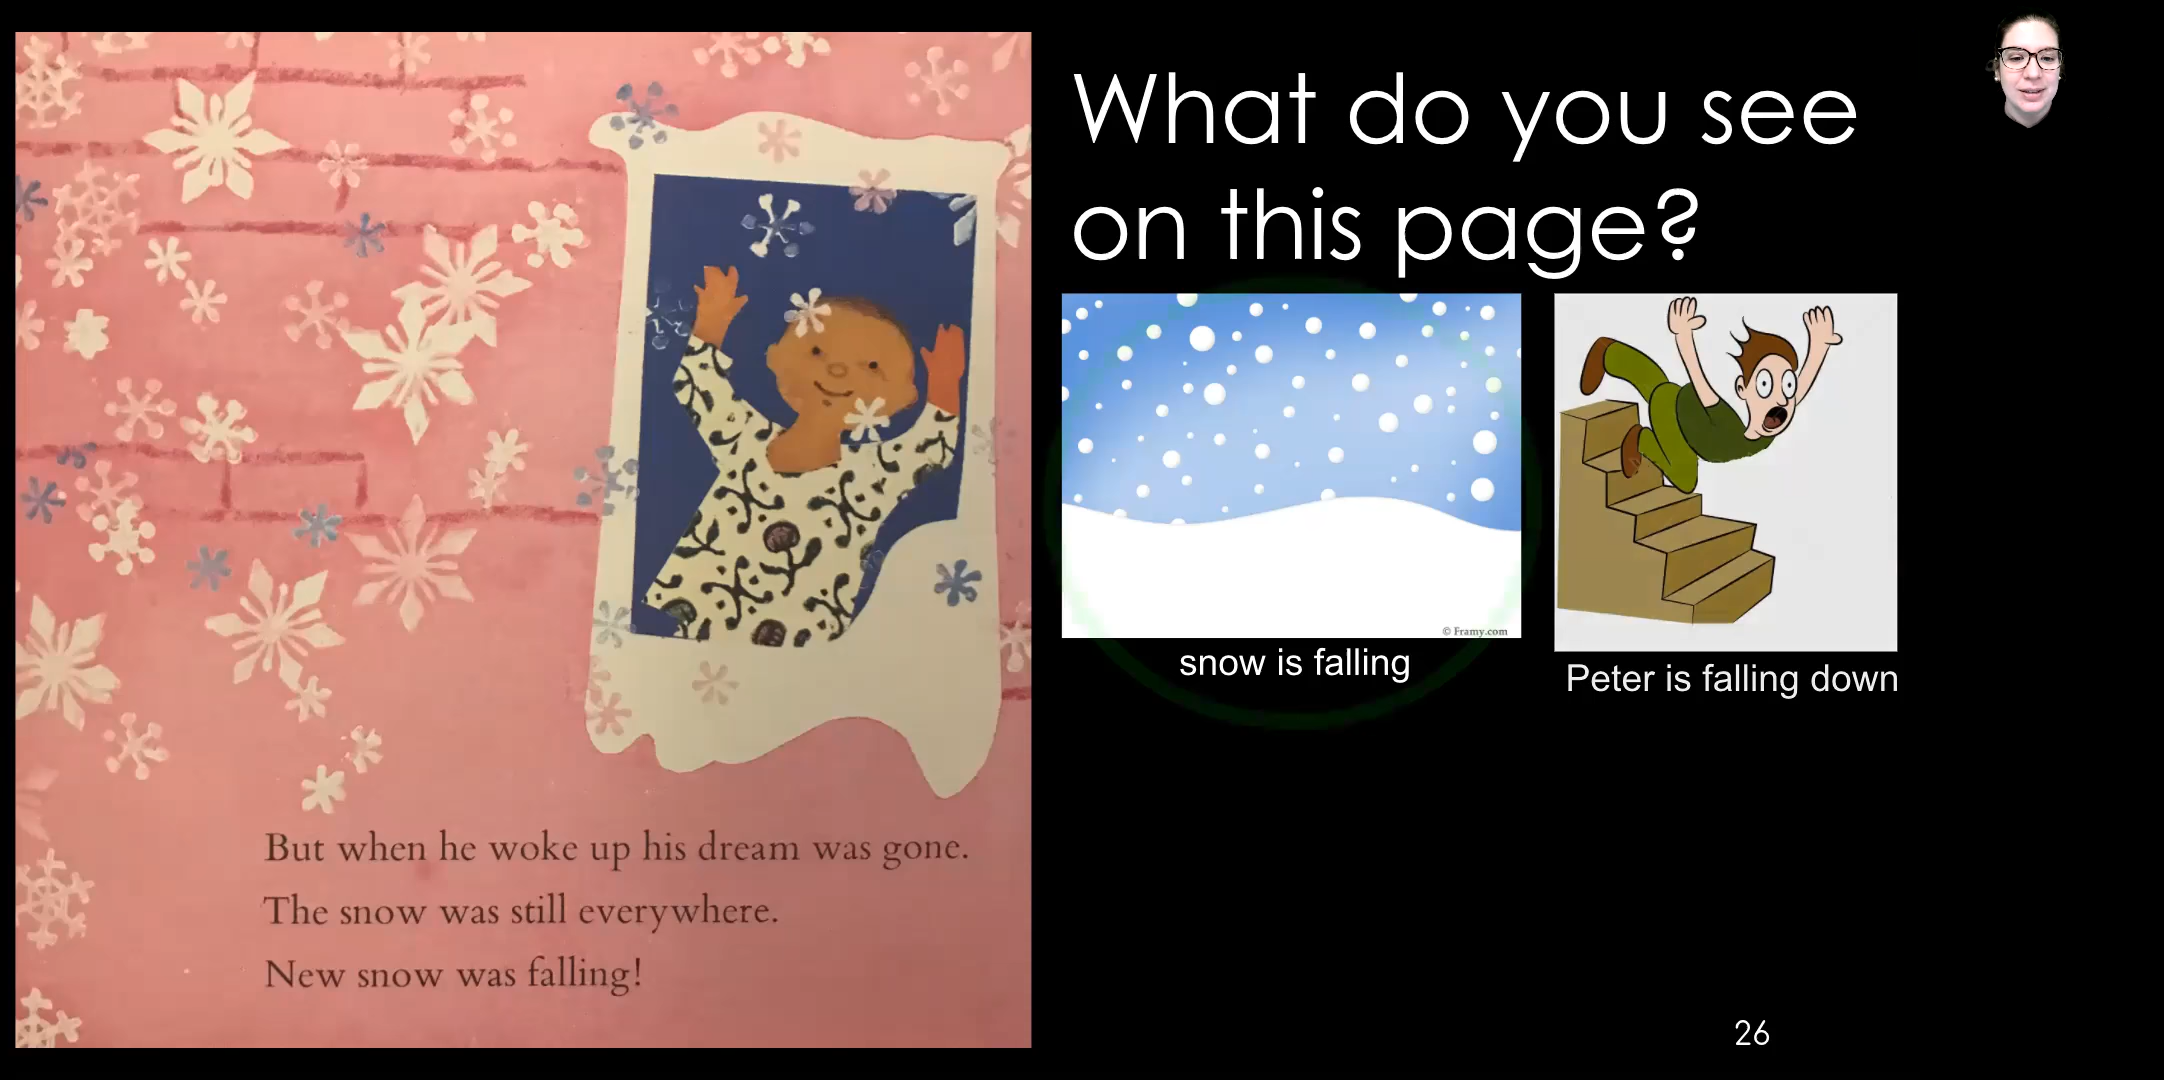 But when he woke up his dream was gone.
The snow was still everywhere.
New snow was falling!
What do you see
on this page?
© Framy.com
snow is falling
Peter is falling down
26